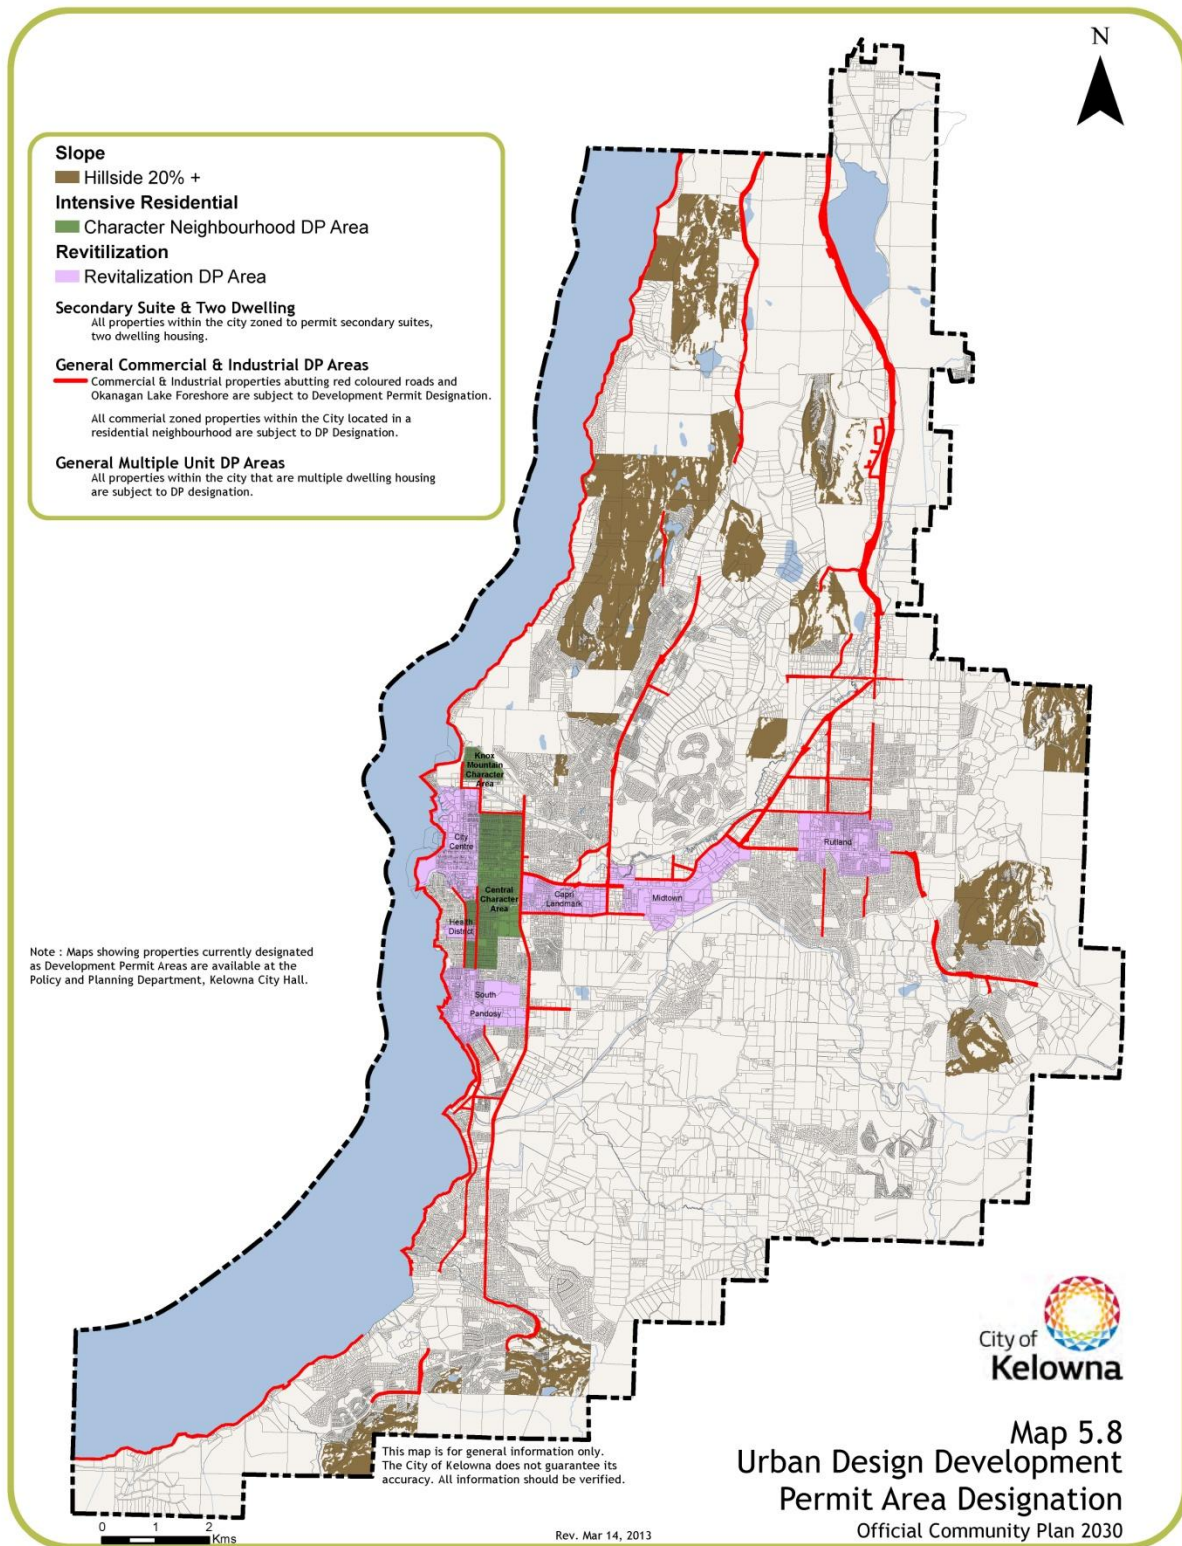 N
Slope
Hillside 20% +
Intensive Residential
Character Neighbourhood DP Area
Revitilization
Revitalization DP Area
Secondary Suite & Two Dwelling
All properties within the city zoned to permit secondary suites,
two dwelling housing.
General Commercial & Industrial DP Areas
Commercial & Industrial properties abutting red coloured roads and
Okanagan Lake Foreshore are subject to Development Permit Designation.
All commerial zoned properties within the City located in a
residential neighbourhood are subject to DP Designation.
General Multiple Unit DP Areas
All properties within the city that are multiple dwelling housing
are subject to DP designation.
Knox
Mountain
Character
Area
City
Centre
Rutland
Central
Character
Area
Capri
Landmark
Midtown
Health
District
South
Pandosy
Note : Maps showing properties currently designated
as Development Permit Areas are available at the
Policy and Planning Department, Kelowna City Hall.
City of
Kelowna
Map 5.8
Urban Design Development
Permit Area Designation
Official Community Plan 2030
This map is for general information only.
The City of Kelowna does not guarantee its
accuracy. All information should be verified.
0 1 2
Kms
Rev. Mar 14, 2013